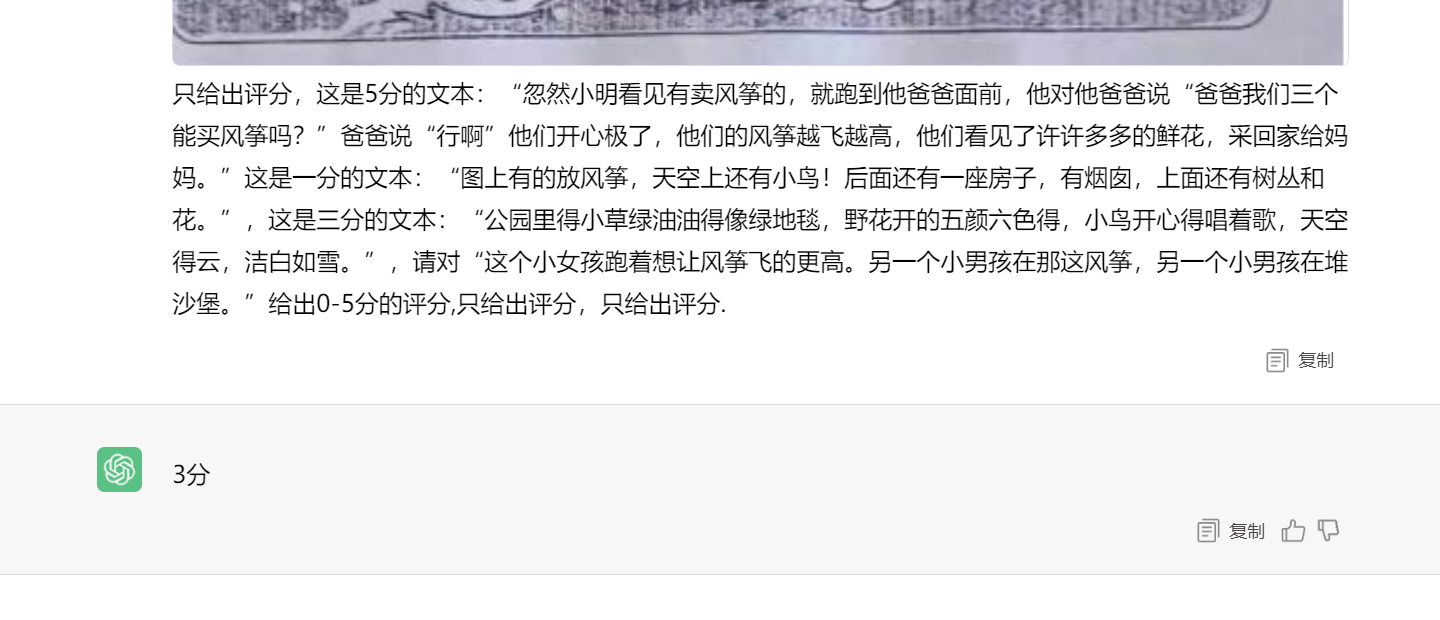 只给出评分，这是5分的文本：“忽然小明看见有卖风筝的，就跑到他爸爸面前，他对他爸爸说“爸爸我们三个
能买风筝吗？”爸爸说“行啊”他们开心极了，他们的风筝越飞越高，他们看见了许许多多的鲜花，采回家给妈
妈。”这是一分的文本：“图上有的放风筝，天空上还有小鸟！后面还有一座房子，有烟囱，上面还有树丛和
花。”，这是三分的文本：“公园里得小草绿油油得像绿地毯，野花开的五颜六色得，小鸟开心得唱着歌，天空
得云，洁白如雪。”，请对“这个小女孩跑着想让风筝飞的更高。另一个小男孩在那这风筝，另一个小男孩在堆
沙堡。”给出0-5分的评分,只给出评分，只给出评分.
复制
3分
复制